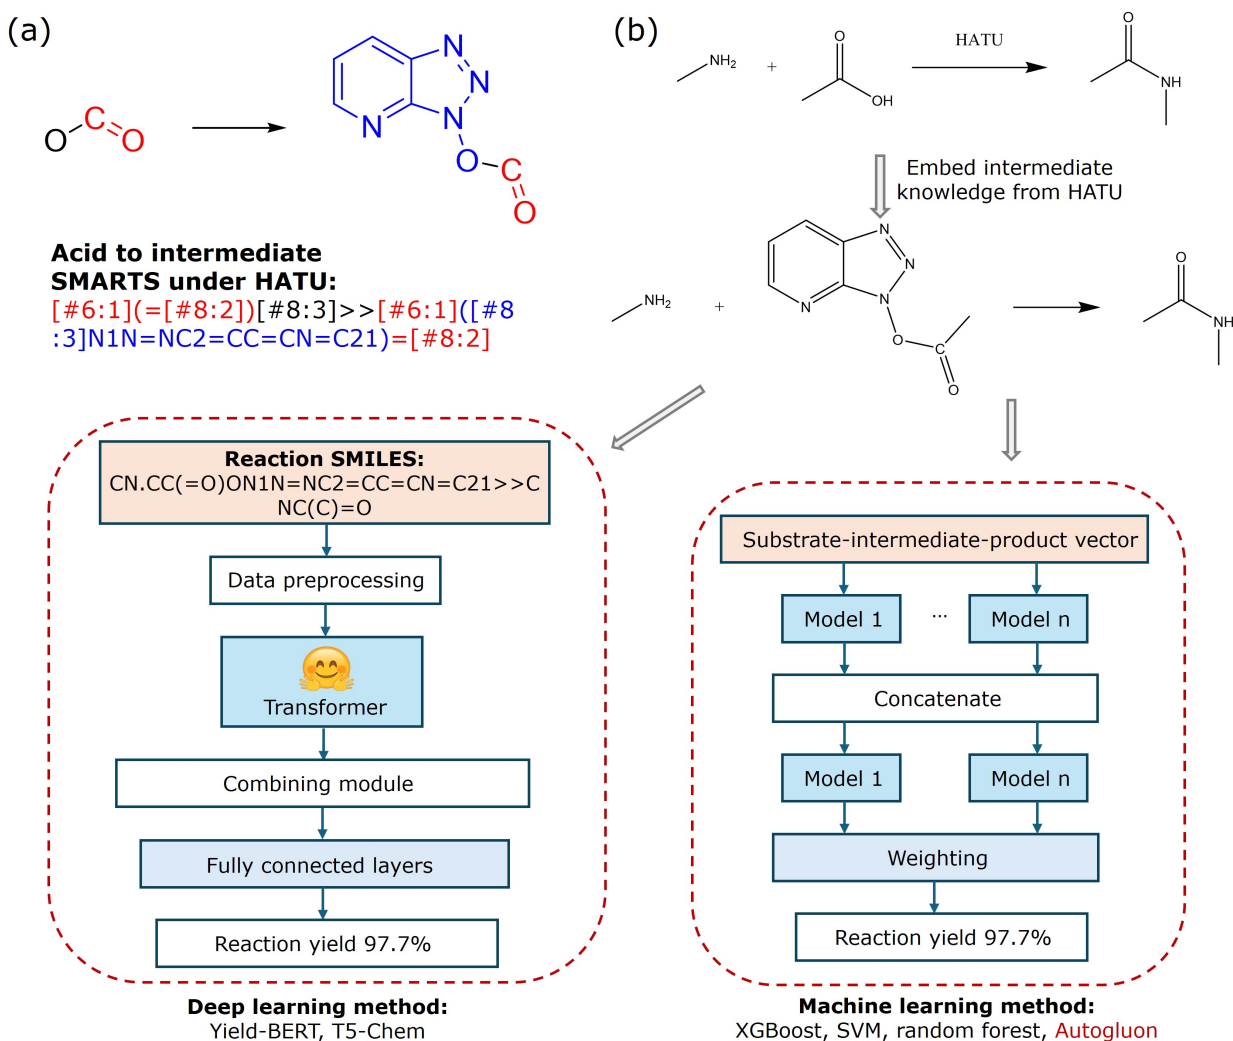 (a)
O
C
O
N
N
N
N
O
C
O
Acid to intermediate
SMARTS under HATU:
[#6:1](=[#8:2])[#8:3]>>[#6:1]([#8
:3]N1N=NC2=CC=CN=C21)=[#8:2]
(b)
NH2
+
O
OH
HATU
O
NH
Embed intermediate
knowledge from HATU
NH2
+
N
N
N
N
O
C
O
O
NH
Reaction SMILES:
CN.CC(=O)ON1N=NC2=CC=CN=C21>>C
NC(C)=O
Data preprocessing
Transformer
Combining module
Fully connected layers
Reaction yield 97.7%
Deep learning method:
Yield-BERT, T5-Chem
Substrate-intermediate-product vector
Model 1 ... Model n
Concatenate
Model 1 Model n
Weighting
Reaction yield 97.7%
Machine learning method:
XGBoost, SVM, random forest, Autogluon